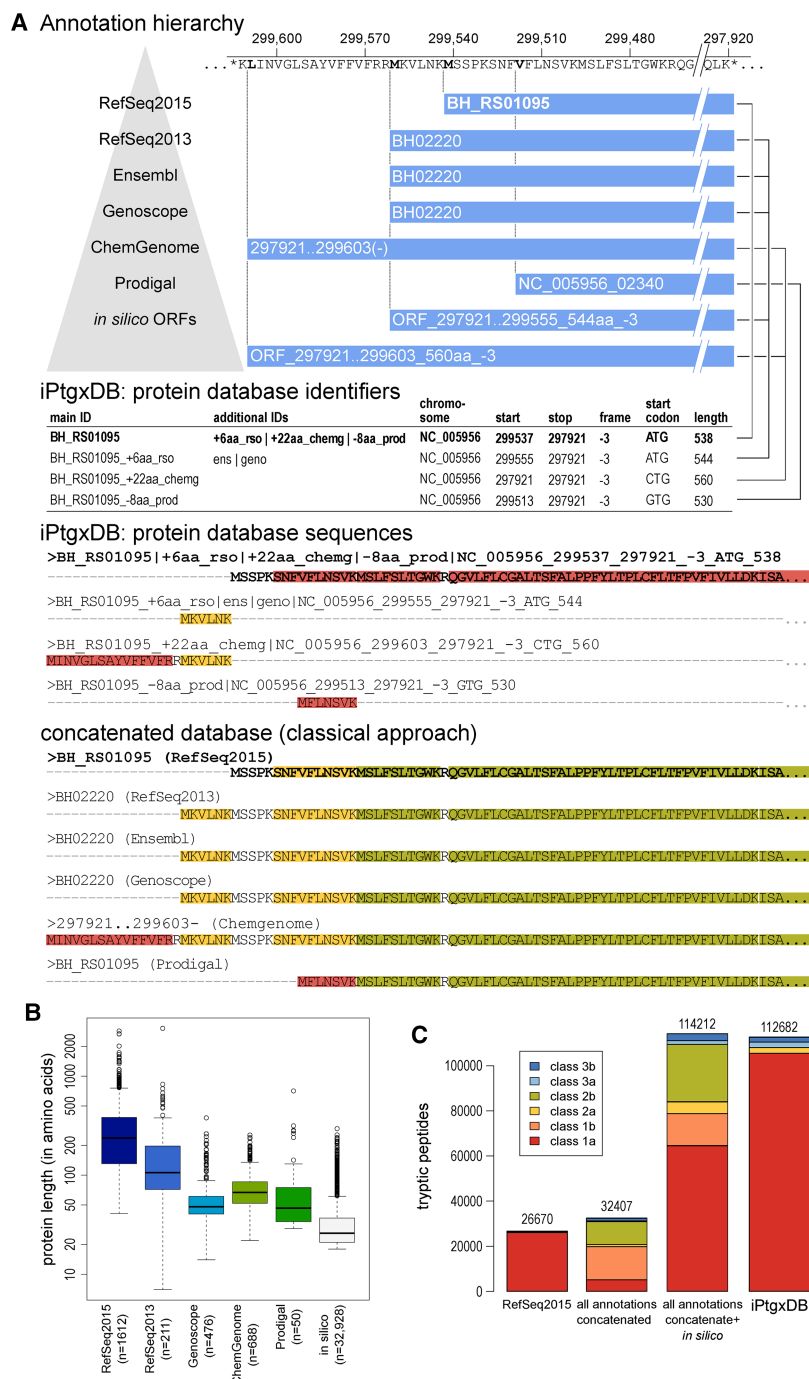 A Annotation hierarchy
299,600 299,570 299,540 299,510 299,480 297,920
...*KLINVGLSAYVFFVFRRMKVLNKMSSPKSNFVFLNSVKMSLFSLTGWKRQG QLK*...
RefSeq2015 BH_RS01095
RefSeq2013 BH02220
Ensembl BH02220
Genoscope BH02220
ChemGenome 297921..299603(-)
Prodigal NC_005956_02340
in silico ORFs ORF_297921..299555_544aa_-3
ORF_297921..299603_560aa_-3
iPtgxDB: protein database identifiers
main ID additional IDs chromo-some start stop frame start codon length
BH_RS01095 +6aa_rso | +22aa_chemg | -8aa_prod NC_005956 299537 297921 -3 ATG 538
BH_RS01095_+6aa_rso ens | geno NC_005956 299555 297921 -3 ATG 544
BH_RS01095_+22aa_chemg NC_005956 297921 297921 -3 CTG 560
BH_RS01095_-8aa_prod NC_005956 299513 297921 -3 GTG 530
iPtgxDB: protein database sequences
>BH_RS01095|+6aa_rso|+22aa_chemg|-8aa_prod|NC_005956_299537_297921_-3_ATG_538
MSSPKSNFVFLNSVKMSLFSLTGWKRQGVLFLCGALTSFALPPFYLTPLCFLTFPVFIVLLDKISA...
>BH_RS01095_+6aa_rso|ens|geno|NC_005956_299555_297921_-3_ATG_544
MKVLNK...
>BH_RS01095_+22aa_chemg|NC_005956_299603_297921_-3_CTG_560
MINVGLSAYVFFVFRRMKVLNK...
>BH_RS01095_-8aa_prod|NC_005956_299513_297921_-3_GTG_530
MFLNSVK...
concatenated database (classical approach)
>BH_RS01095 (RefSeq2015)
MSSPKSNFVFLNSVKMSLFSLTGWKRQGVLFLCGALTSFALPPFYLTPLCFLTFPVFIVLLDKISA...
>BH02220 (RefSeq2013)
MKVLNKMSSPKSNFVFLNSVKMSLFSLTGWKRQGVLFLCGALTSFALPPFYLTPLCFLTFPVFIVLLDKISA...
>BH02220 (Ensembl)
MKVLNKMSSPKSNFVFLNSVKMSLFSLTGWKRQGVLFLCGALTSFALPPFYLTPLCFLTFPVFIVLLDKISA...
>BH02220 (Genoscope)
MKVLNKMSSPKSNFVFLNSVKMSLFSLTGWKRQGVLFLCGALTSFALPPFYLTPLCFLTFPVFIVLLDKISA...
>297921..299603- (Chemgenome)
MINVGLSAYVFFVFRRMKVLNKMSSPKSNFVFLNSVKMSLFSLTGWKRQGVLFLCGALTSFALPPFYLTPLCFLTFPVFIVLLDKISA...
>BH_RS01095 (Prodigal)
MFLNSVKMSLFSLTGWKRQGVLFLCGALTSFALPPFYLTPLCFLTFPVFIVLLDKISA...
B
protein length (in amino acids)
2000
1000
500
200
100
50
20
10
RefSeq2015 (n=1612)
RefSeq2013 (n=211)
Genoscope (n=476)
ChemGenome (n=688)
Prodigal (n=50)
in silico (n=32,928)
C
tryptic peptides
100000
80000
60000
40000
20000
0
class 3b
class 3a
class 2b
class 2a
class 1b
class 1a
26670
32407
114212
112682
RefSeq2015
all annotations concatenated
all annotations concatenate+ in silico
iPtgxDB